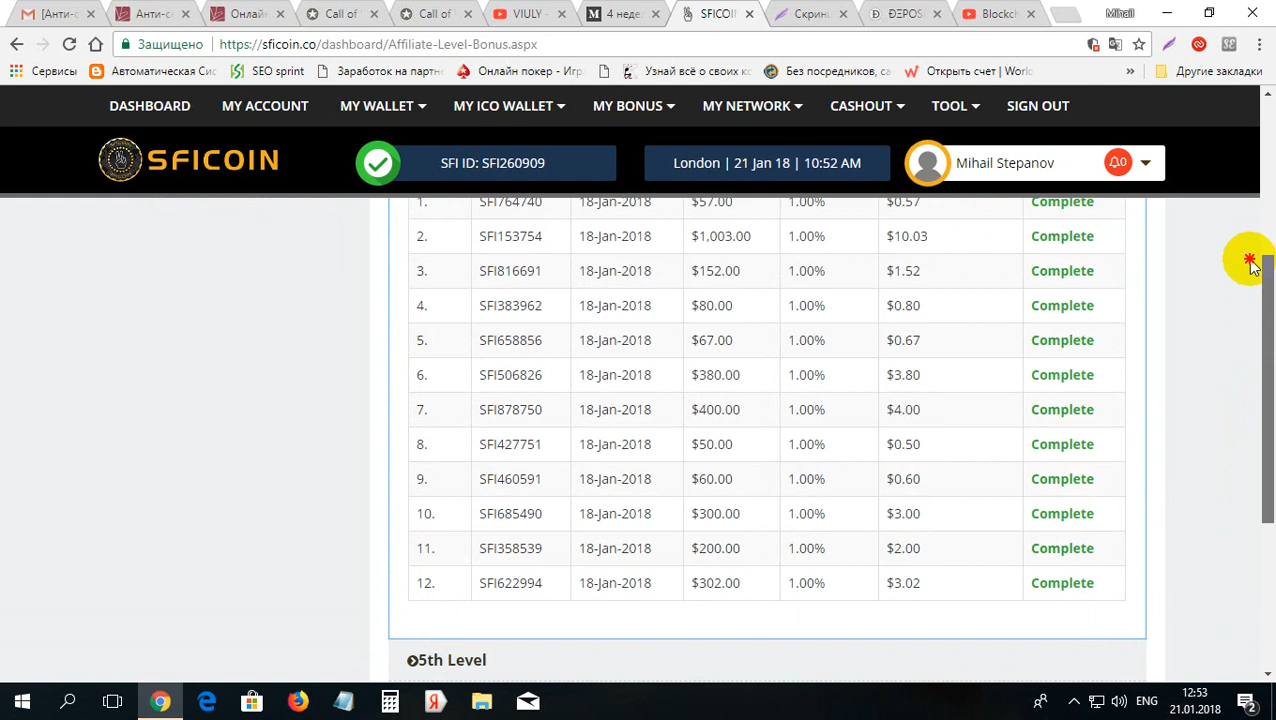 [Анти-с Анти-с Онлайн Call of Call of VIULY - 4 неде SFICOIN Скрин ĐΞPOS Blockch Mihail
Защищено https://sficoin.co/dashboard/Affiliate-Level-Bonus.aspx
Сервисы Автоматическая Сис SEO sprint Заработок на партне Онлайн покер - Игр Узнай всё о своих к Без посредников, са Открыть счет | Worl » Другие закладки
DASHBOARD MY ACCOUNT MY WALLET MY ICO WALLET MY BONUS MY NETWORK CASHOUT TOOL SIGN OUT
SFICOIN SFI ID: SFI260909 London | 21 Jan 18 | 10:52 AM Mihail Stepanov 0
1. SFI764740 18-Jan-2018 $57.00 1.00% $0.57 Complete
2. SFI153754 18-Jan-2018 $1,003.00 1.00% $10.03 Complete
3. SFI816691 18-Jan-2018 $152.00 1.00% $1.52 Complete
4. SFI383962 18-Jan-2018 $80.00 1.00% $0.80 Complete
5. SFI658856 18-Jan-2018 $67.00 1.00% $0.67 Complete
6. SFI506826 18-Jan-2018 $380.00 1.00% $3.80 Complete
7. SFI878750 18-Jan-2018 $400.00 1.00% $4.00 Complete
8. SFI427751 18-Jan-2018 $50.00 1.00% $0.50 Complete
9. SFI460591 18-Jan-2018 $60.00 1.00% $0.60 Complete
10. SFI685490 18-Jan-2018 $300.00 1.00% $3.00 Complete
11. SFI358539 18-Jan-2018 $200.00 1.00% $2.00 Complete
12. SFI622994 18-Jan-2018 $302.00 1.00% $3.02 Complete
5th Level
ENG 12:53
21.01.2018 2